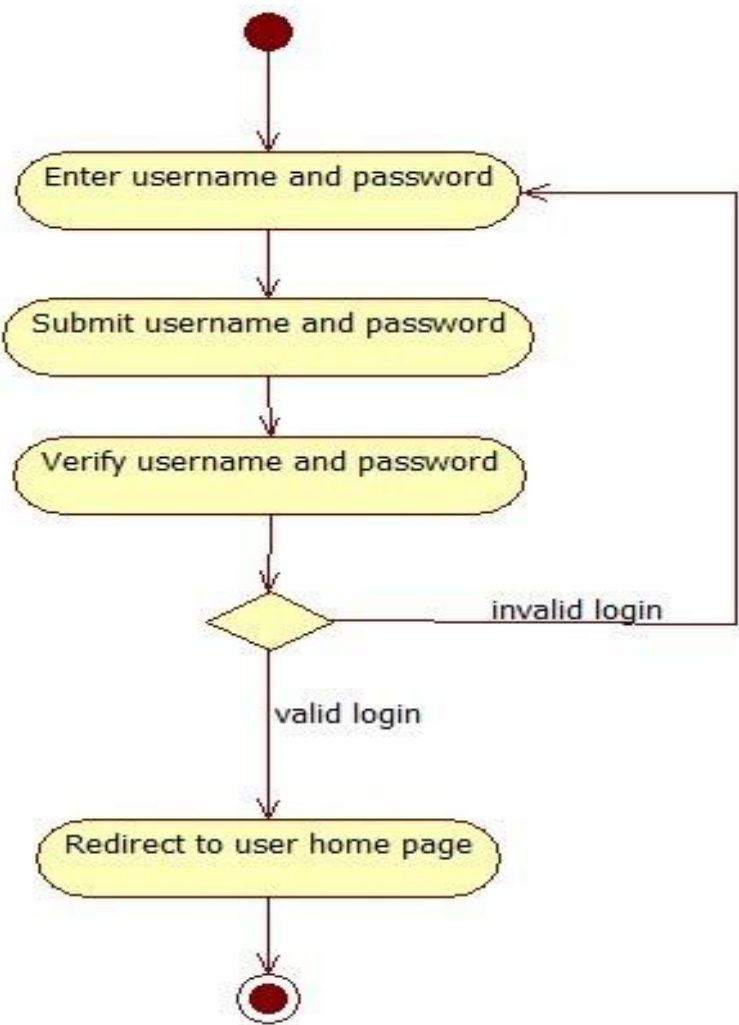 Enter username and password
Submit username and password
Verify username and password
invalid login
valid login
Redirect to user home page